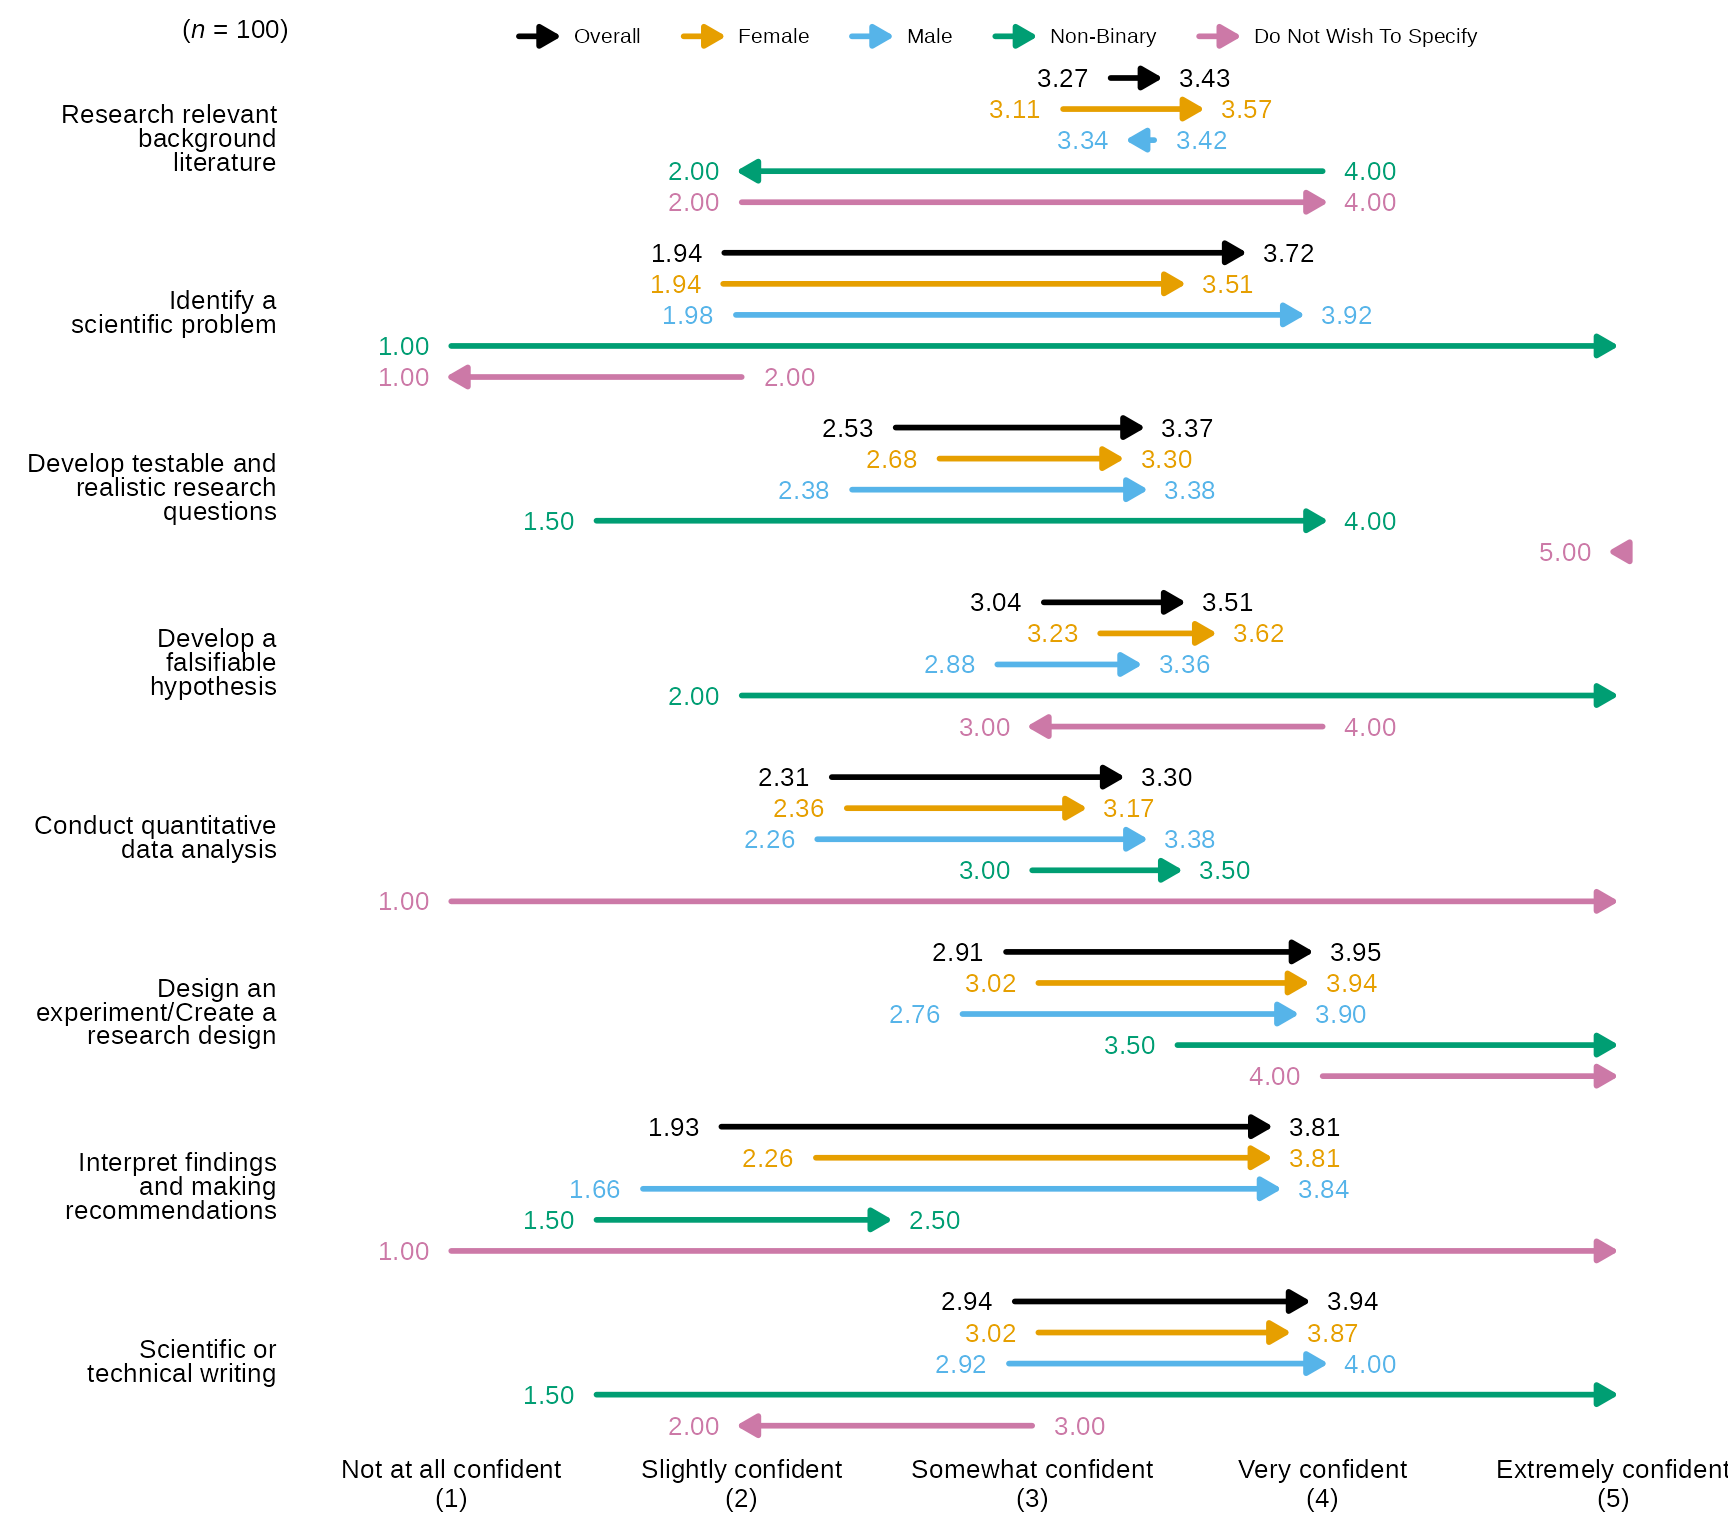 (n = 100)
Overall Female Male Non-Binary Do Not Wish To Specify
Research relevant
background
literature
3.27 3.43
3.11 3.57
3.34 3.42
2.00 4.00
2.00 4.00
Identify a
scientific problem
1.94 3.72
1.94 3.51
1.98 3.92
1.00
1.00 2.00
Develop testable and
realistic research
questions
2.53 3.37
2.68 3.30
2.38 3.38
1.50 4.00
5.00
Develop a
falsifiable
hypothesis
3.04 3.51
3.23 3.62
2.88 3.36
2.00
3.00 4.00
Conduct quantitative
data analysis
2.31 3.30
2.36 3.17
2.26 3.38
3.00 3.50
1.00
Design an
experiment/Create a
research design
2.91 3.95
3.02 3.94
2.76 3.90
3.50
4.00
Interpret findings
and making
recommendations
1.93 3.81
2.26 3.81
1.66 3.84
1.50 2.50
1.00
Scientific or
technical writing
2.94 3.94
3.02 3.87
2.92 4.00
1.50
2.00 3.00
Not at all confident Slightly confident Somewhat confident Very confident Extremely confident
(1) (2) (3) (4) (5)